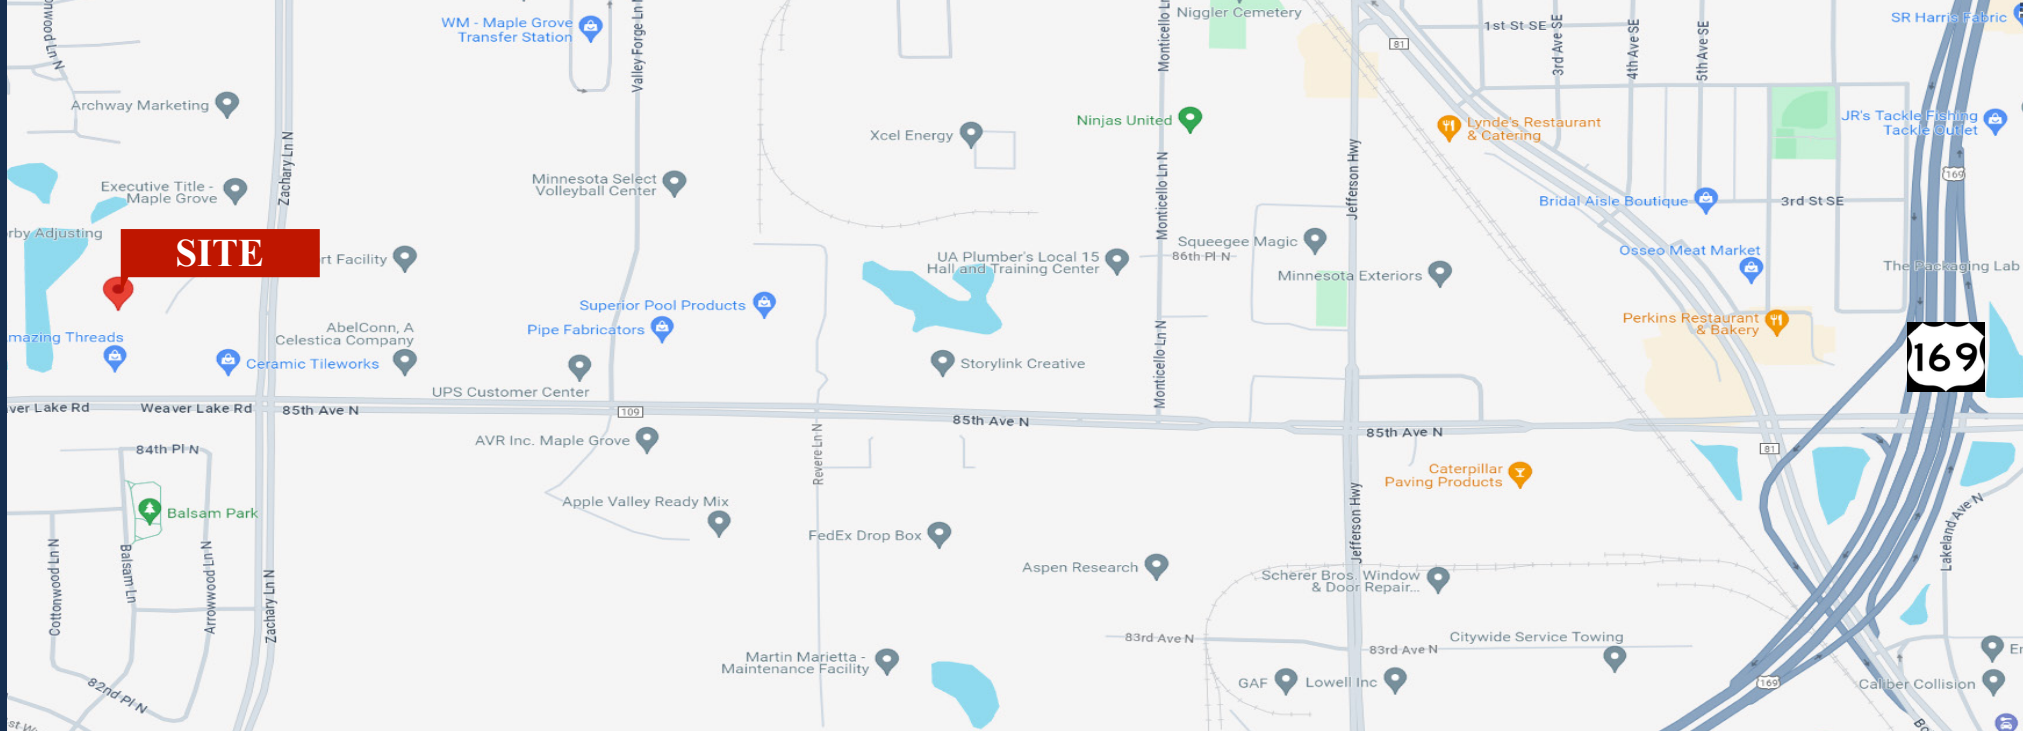 WM - Maple Grove
Transfer Station
Valley Forge Ln N
Monticello Ln N
Niggler Cemetery
81
1st St SE
3rd Ave SE
4th Ave SE
5th Ave SE
SR Harris Fabric
Archway Marketing
Zachary Ln N
Xcel Energy
Ninjas United
Jefferson Hwy
Lynde's Restaurant
& Catering
JR's Tackle Fishing
Tackle Outlet
169
Executive Title -
Maple Grove
Minnesota Select
Volleyball Center
Monticello Ln N
Bridal Aisle Boutique
3rd St SE
rby Adjusting
SITE
rt Facility
UA Plumber's Local 15
Hall and Training Center
Squeegee Magic
86th Pl N
Minnesota Exteriors
Osseo Meat Market
The Packaging Lab
Superior Pool Products
Pipe Fabricators
mazing Threads
AbelConn, A
Celestica Company
Ceramic Tileworks
UPS Customer Center
Storylink Creative
Monticello Ln N
Perkins Restaurant
& Bakery
169
ver Lake Rd
Weaver Lake Rd
85th Ave N
109
85th Ave N
85th Ave N
81
84th Pl N
AVR Inc. Maple Grove
Revere Ln N
Caterpillar
Paving Products
Balsam Park
Apple Valley Ready Mix
FedEx Drop Box
Jefferson Hwy
Lakeland Ave N
Cottonwood Ln N
Balsam Ln
Arrowwood Ln N
Zachary Ln N
Aspen Research
Scherer Bros. Window
& Door Repair...
83rd Ave N
83rd Ave N
Citywide Service Towing
Martin Marietta -
Maintenance Facility
GAF
Lowell Inc
169
Caliber Collision
82nd Pl N